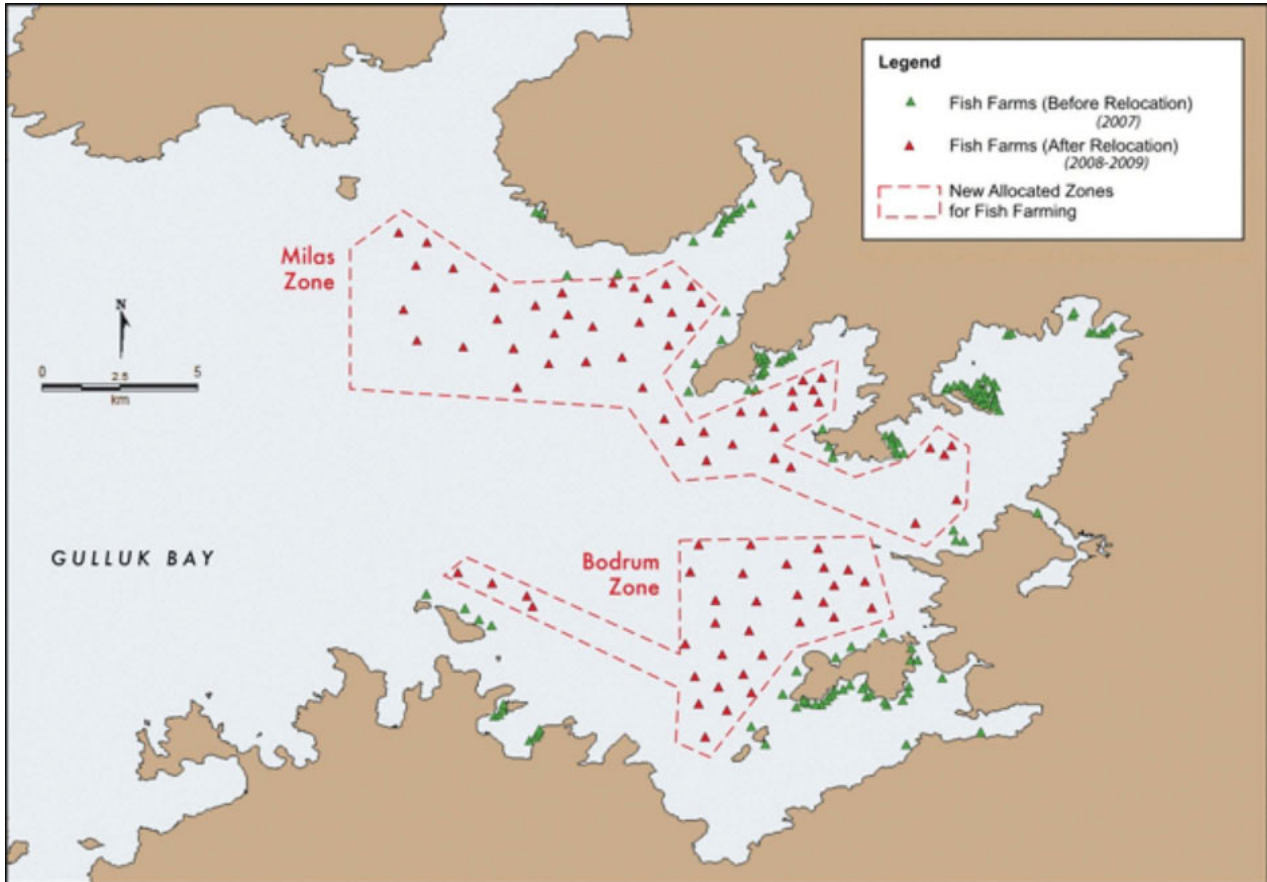 Legend
Fish Farms (Before Relocation)
(2007)
Fish Farms (After Relocation)
(2008-2009)
New Allocated Zones
for Fish Farming
Milas
Zone
N
0 2.5 5
km
GULLUK BAY
Bodrum
Zone